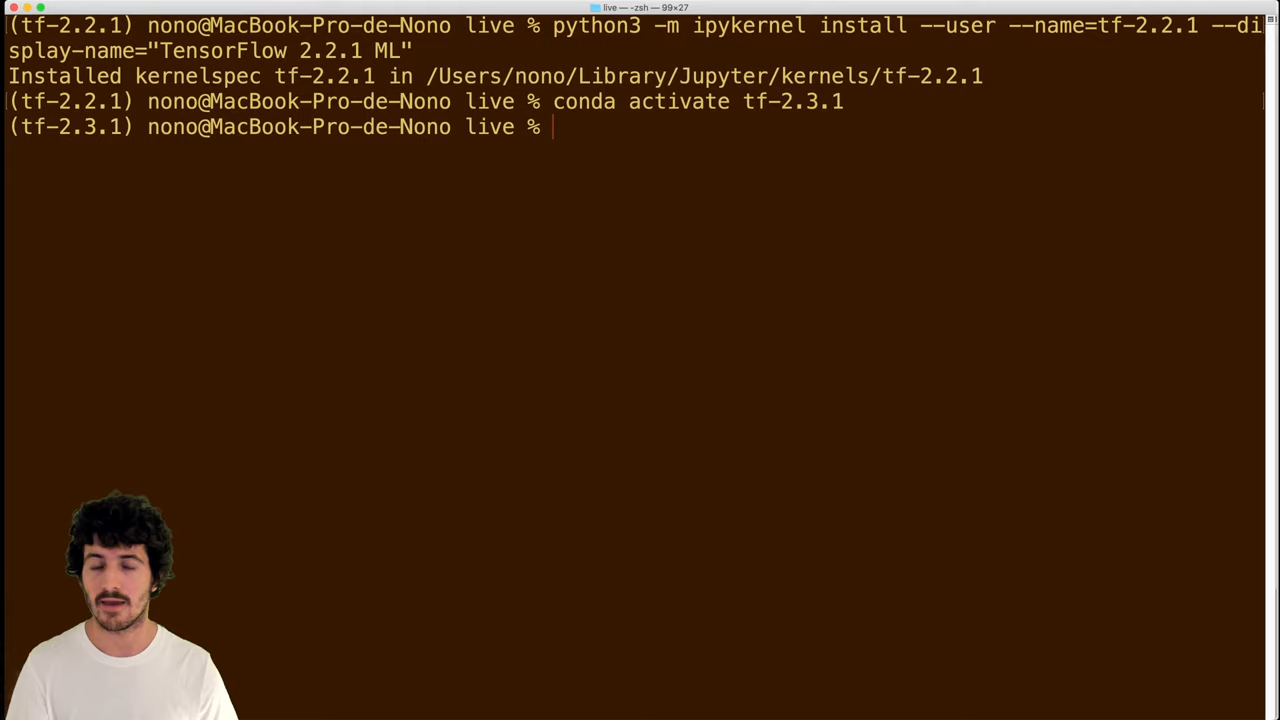 live — -zsh — 99×27
(tf-2.2.1) nono@MacBook-Pro-de-Nono live % python3 -m ipykernel install --user --name=tf-2.2.1 --di
splay-name="TensorFlow 2.2.1 ML"
Installed kernelspec tf-2.2.1 in /Users/nono/Library/Jupyter/kernels/tf-2.2.1
(tf-2.2.1) nono@MacBook-Pro-de-Nono live % conda activate tf-2.3.1
(tf-2.3.1) nono@MacBook-Pro-de-Nono live %